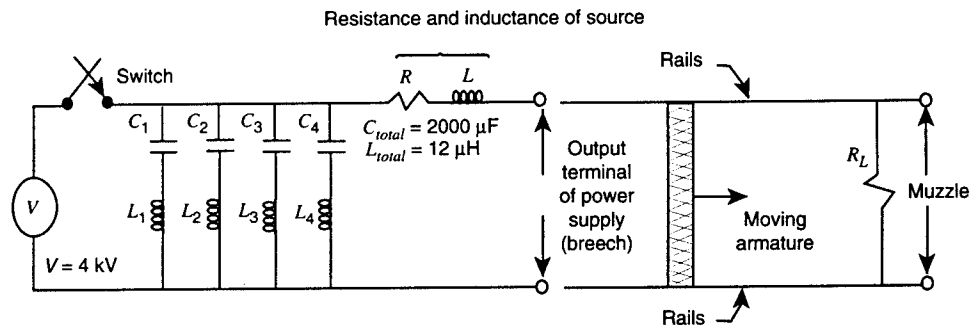 Resistance and inductance of source
Switch
R
L
Rails
C1
C2
C3
C4
Ctotal = 2000 μF
Ltotal = 12 μH
Output
terminal
of power
supply
(breech)
RL
Muzzle
V
L1
L2
L3
L4
Moving
armature
V = 4 kV
Rails